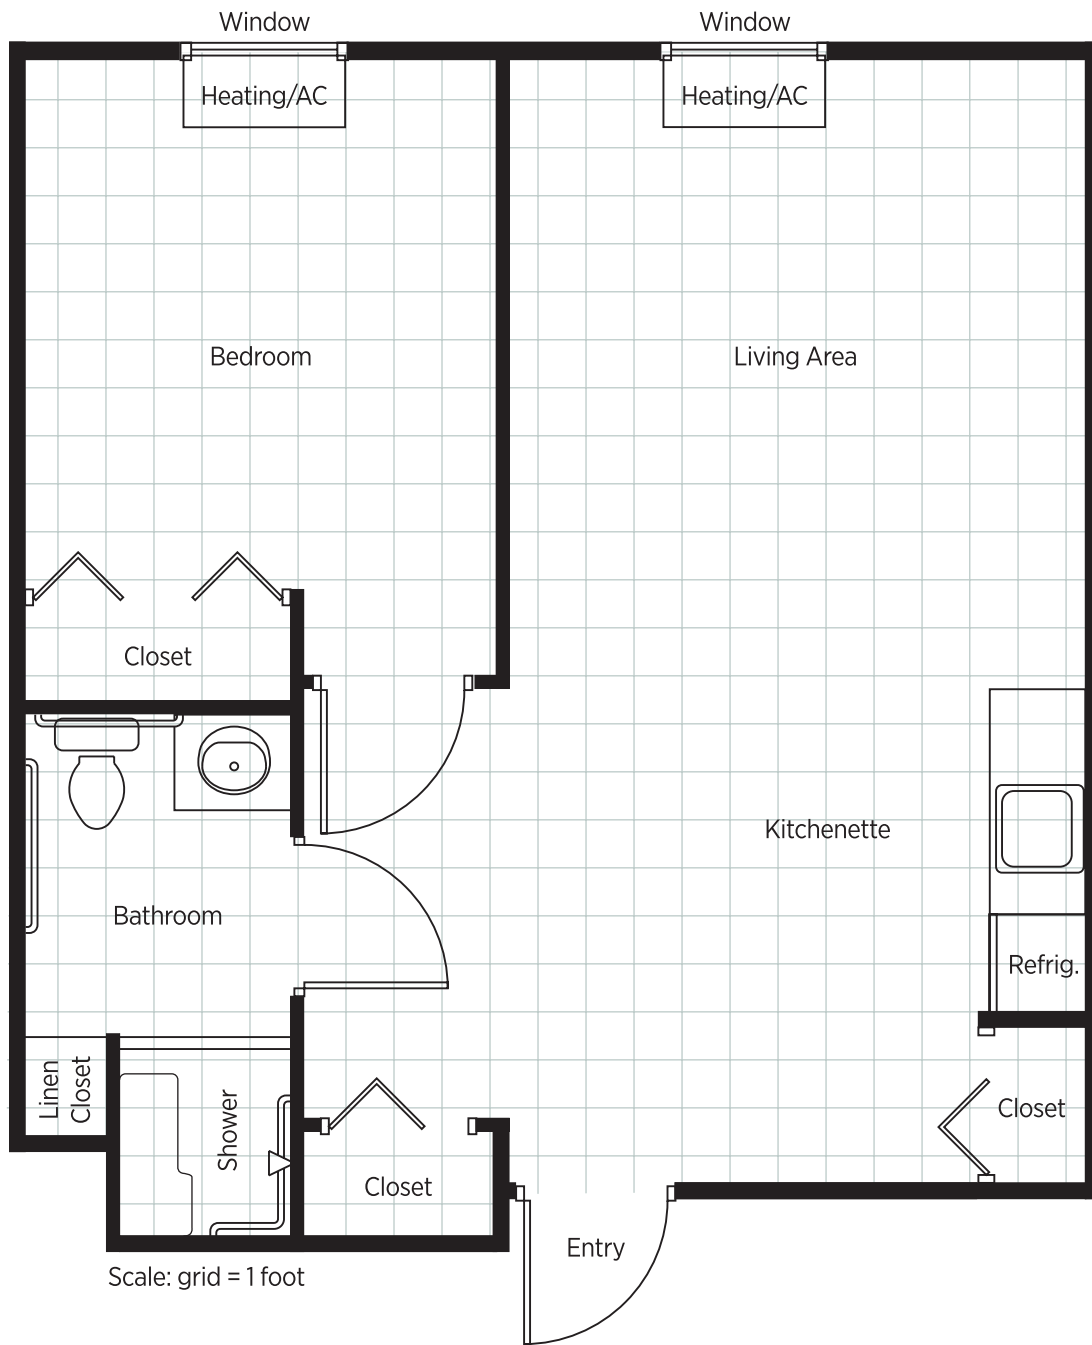 Window
Window
Heating/AC
Heating/AC
Bedroom
Living Area
Closet
Kitchenette
Bathroom
Refrig.
Linen
Closet
Shower
Closet
Closet
Entry
Scale: grid = 1 foot